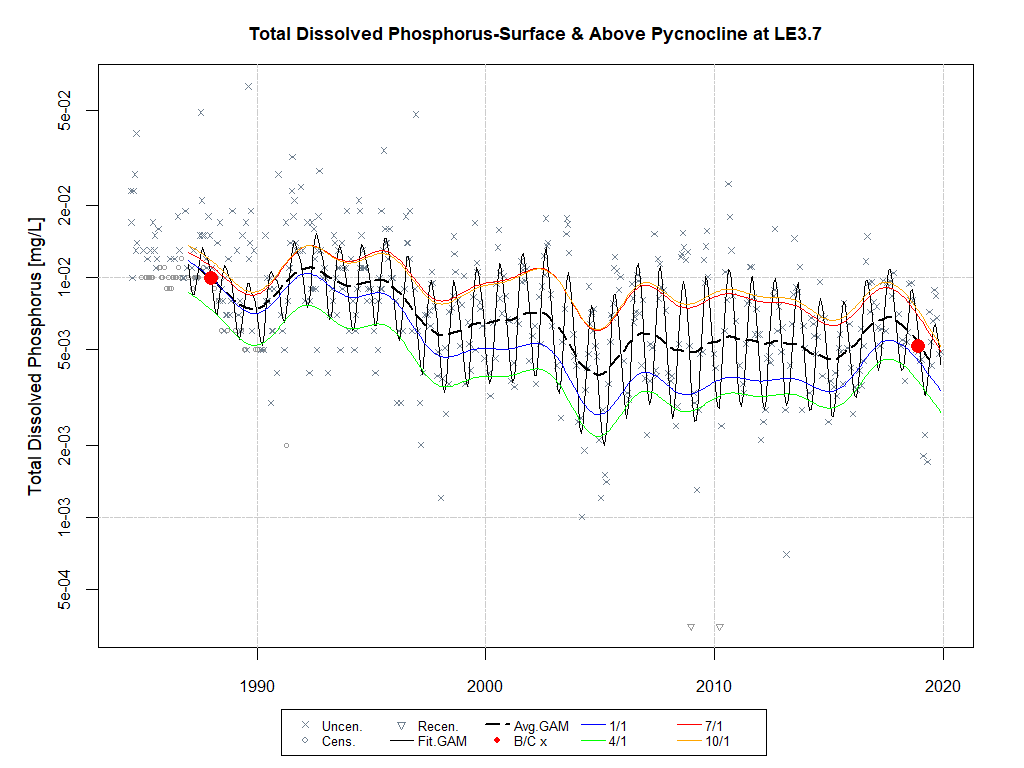 Total Dissolved Phosphorus-Surface & Above Pycnocline at LE3.7
Total Dissolved Phosphorus [mg/L]
5e-02
2e-02
1e-02
5e-03
2e-03
1e-03
5e-04
1990
2000
2010
2020
Uncen. Recen. Avg.GAM 1/1 7/1
Cens. Fit.GAM B/C x 4/1 10/1